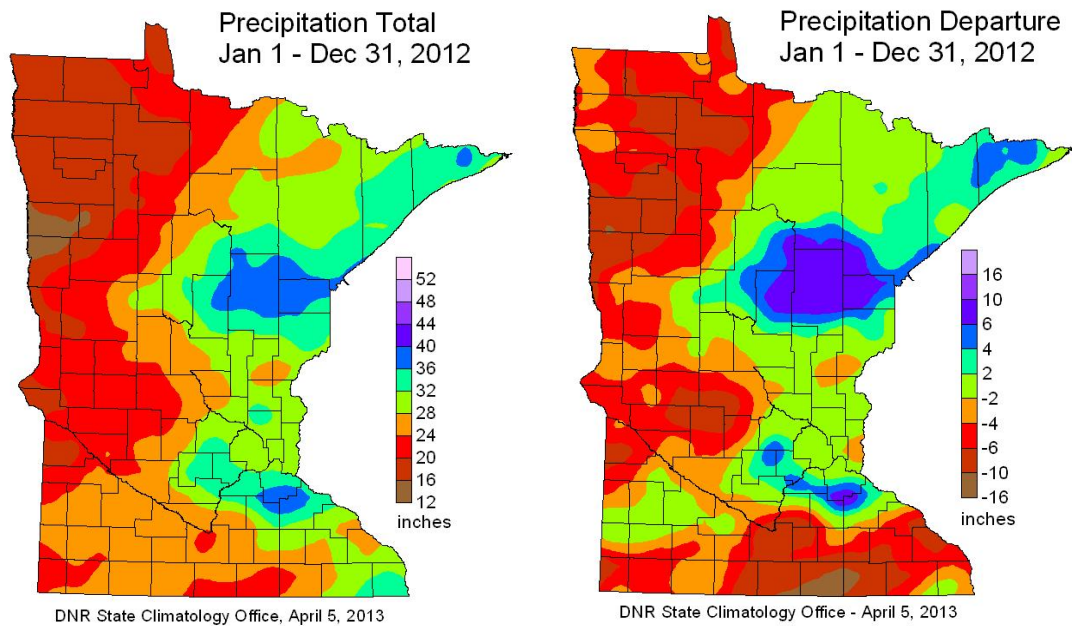 Precipitation Total
Jan 1 - Dec 31, 2012
52
48
44
40
36
32
28
24
20
16
12
inches
DNR State Climatology Office, April 5, 2013
Precipitation Departure
Jan 1 - Dec 31, 2012
16
10
6
4
2
-2
-4
-6
-10
-16
inches
DNR State Climatology Office - April 5, 2013